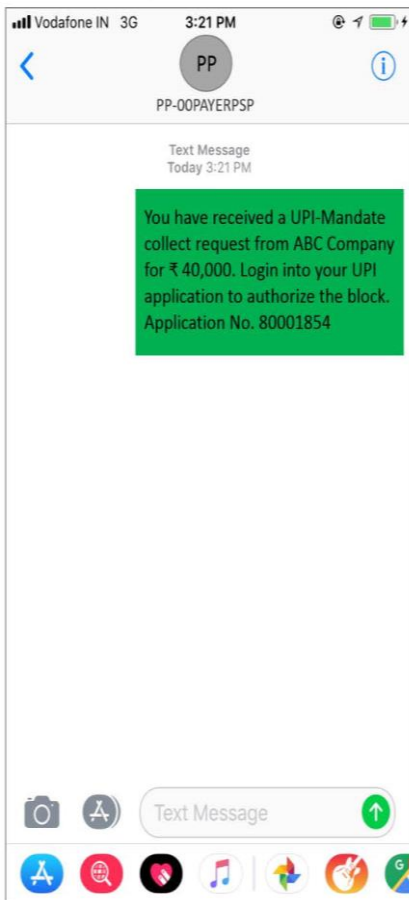 Vodafone IN 3G 3:21 PM
PP
PP-00PAYERPSP
Text Message
Today 3:21 PM
You have received a UPI-Mandate
collect request from ABC Company
for ₹ 40,000. Login into your UPI
application to authorize the block.
Application No. 80001854
Text Message
G